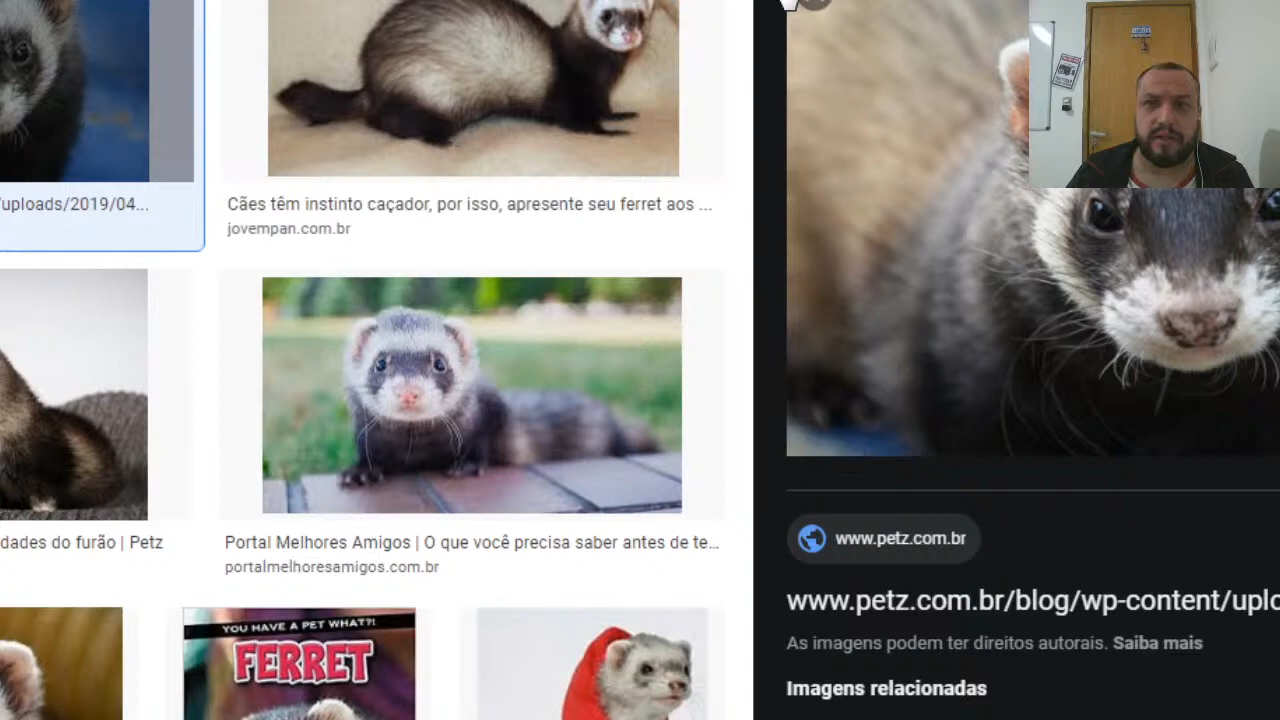 /uploads/2019/04...
Cães têm instinto caçador, por isso, apresente seu ferret aos ...
jovempan.com.br
dades do furão | Petz
Portal Melhores Amigos | O que você precisa saber antes de te...
portalmelhoresamigos.com.br
YOU HAVE A PET WHAT?!
FERRET
www.petz.com.br
www.petz.com.br/blog/wp-content/uplo
As imagens podem ter direitos autorais. Saiba mais
Imagens relacionadas